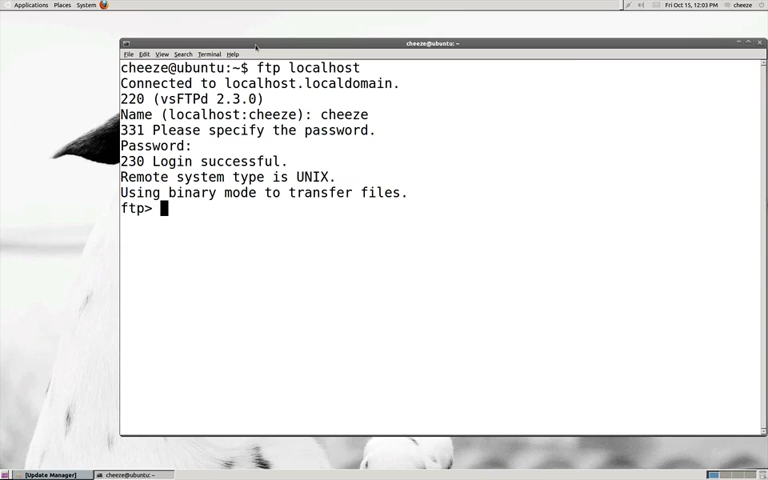 Applications Places System Fri Oct 15, 12:03 PM cheeze
cheeze@ubuntu: ~
File Edit View Search Terminal Help
cheeze@ubuntu:~$ ftp localhost
Connected to localhost.localdomain.
220 (vsFTPd 2.3.0)
Name (localhost:cheeze): cheeze
331 Please specify the password.
Password:
230 Login successful.
Remote system type is UNIX.
Using binary mode to transfer files.
ftp>
[Update Manager] cheeze@ubuntu: ~